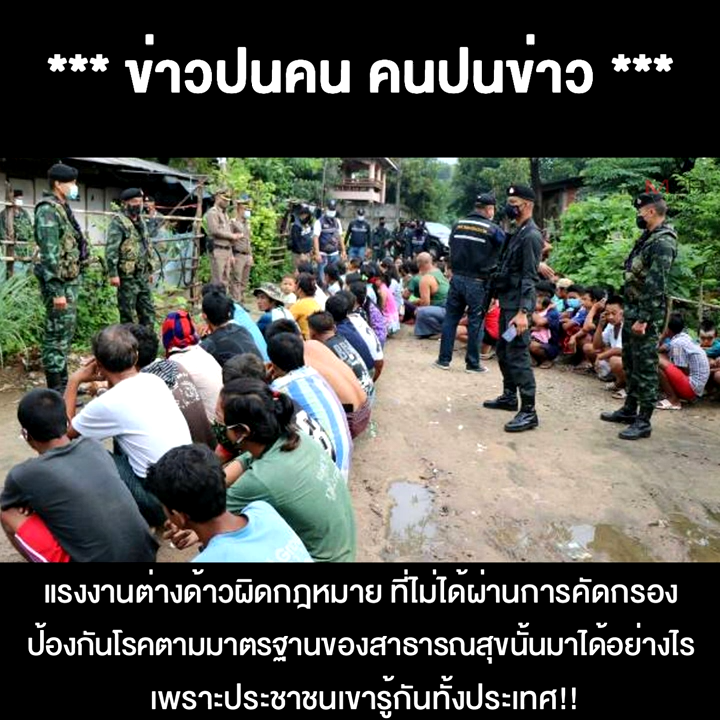 *** ข่าวปนคน คนปนข่าว ***
แรงงานต่างด้าวผิดกฎหมาย ที่ไม่ได้ผ่านการคัดกรอง
ป้องกันโรคตามมาตรฐานของสาธารณสุขนั้นมาได้อย่างไร
เพราะประชาชนเขารู้กันทั้งประเทศ!!